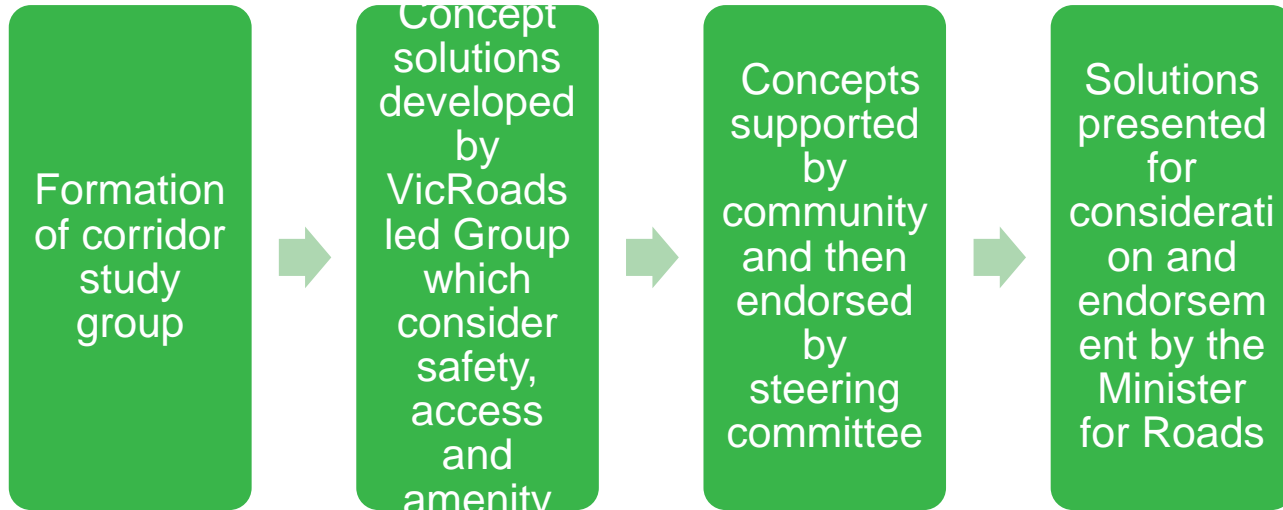 Formation
of corridor
study
group
Concept
solutions
developed
by
VicRoads
led Group
which
consider
safety,
access
and
amenity
Concepts
supported
by
community
and then
endorsed
by
steering
committee
Solutions
presented
for
considerati
on and
endorsem
ent by the
Minister
for Roads